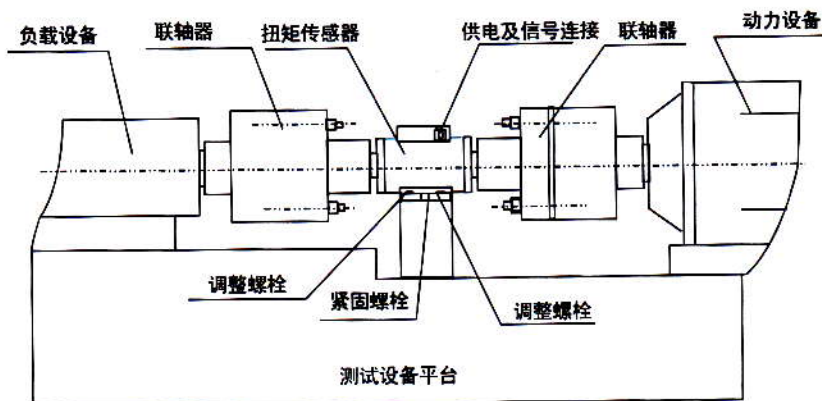 负载设备
联轴器
扭矩传感器
供电及信号连接
联轴器
动力设备
调整螺栓
紧固螺栓
调整螺栓
测试设备平台